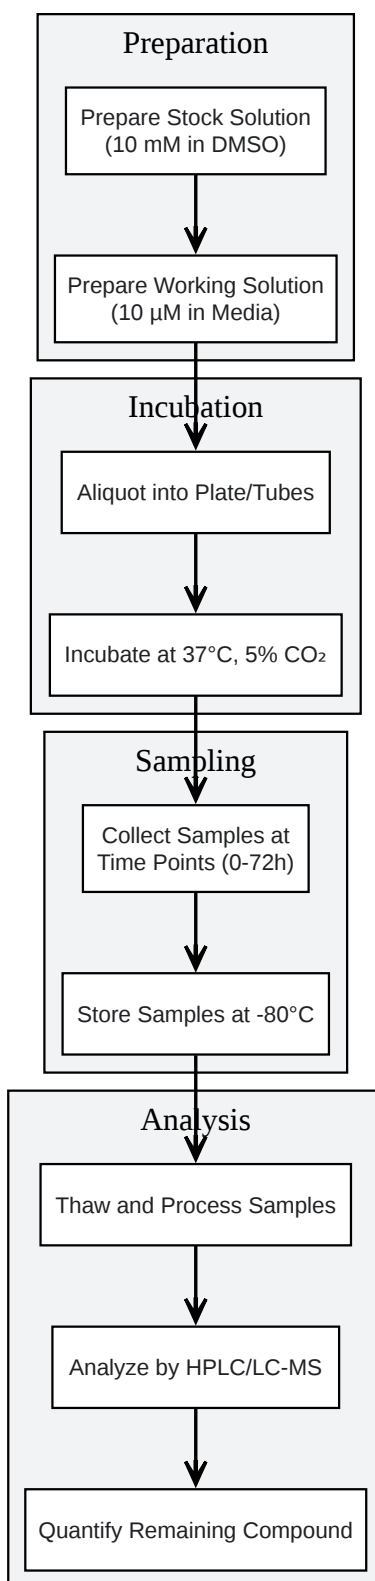 Preparation
Prepare Stock Solution
(10 mM in DMSO)
Prepare Working Solution
(10 µM in Media)
Incubation
Aliquot into Plate/Tubes
Incubate at 37°C, 5% CO₂
Sampling
Collect Samples at
Time Points (0-72h)
Store Samples at -80°C
Analysis
Thaw and Process Samples
Analyze by HPLC/LC-MS
Quantify Remaining Compound